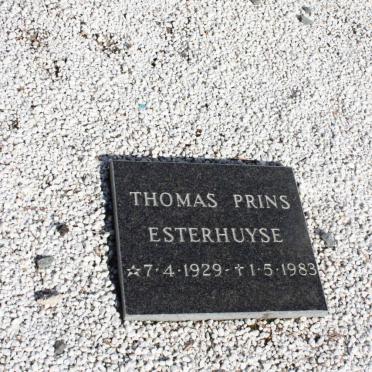 THOMAS PRINS
ESTERHUYSE
☆7·4·1929-✝1·5·1983